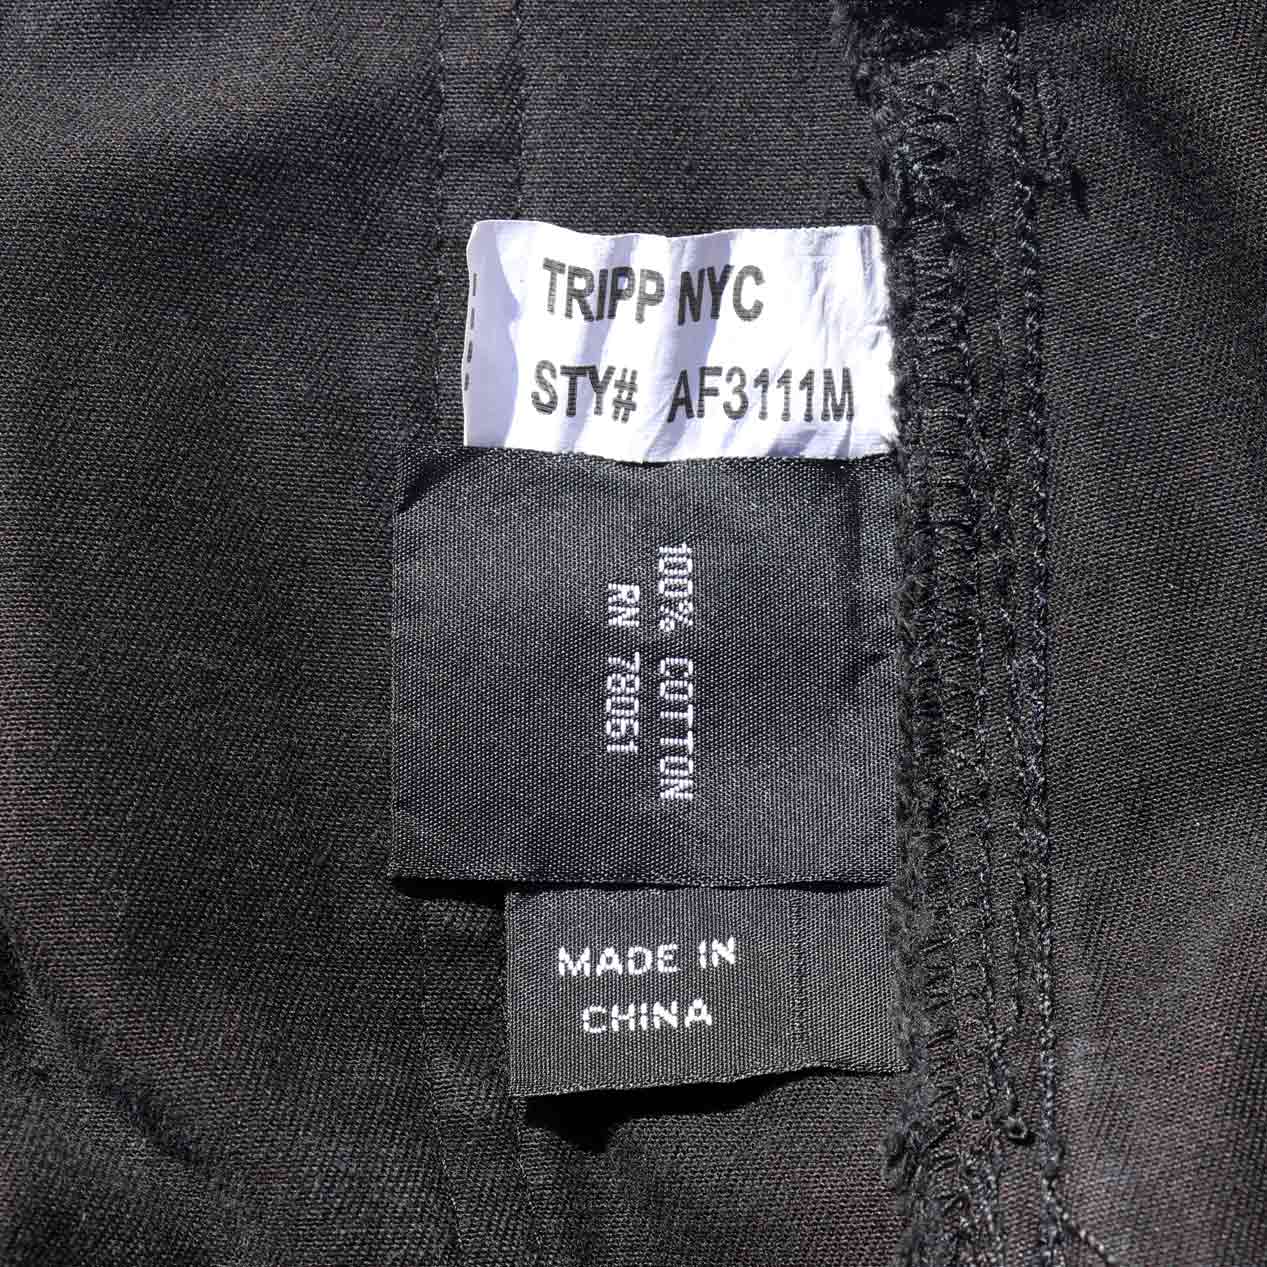 TRIPP NYC
STY# AF3111M
100% COTTON
RN 78051
MADE IN
CHINA